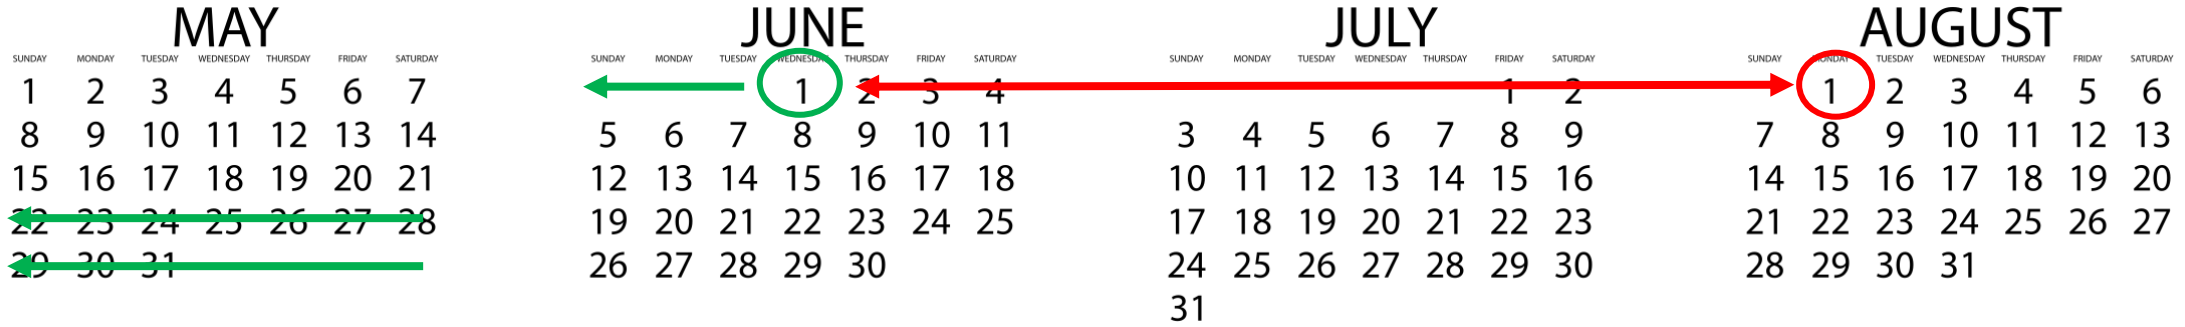 MAY
SUNDAY MONDAY TUESDAY WEDNESDAY THURSDAY FRIDAY SATURDAY
1 2 3 4 5 6 7
8 9 10 11 12 13 14
15 16 17 18 19 20 21
22 23 24 25 26 27 28
29 30 31
JUNE
SUNDAY MONDAY TUESDAY WEDNESDAY THURSDAY FRIDAY SATURDAY
1 2 3 4
5 6 7 8 9 10 11
12 13 14 15 16 17 18
19 20 21 22 23 24 25
26 27 28 29 30
JULY
SUNDAY MONDAY TUESDAY WEDNESDAY THURSDAY FRIDAY SATURDAY
1 2
3 4 5 6 7 8 9
10 11 12 13 14 15 16
17 18 19 20 21 22 23
24 25 26 27 28 29 30
31
AUGUST
SUNDAY MONDAY TUESDAY WEDNESDAY THURSDAY FRIDAY SATURDAY
1 2 3 4 5 6
7 8 9 10 11 12 13
14 15 16 17 18 19 20
21 22 23 24 25 26 27
28 29 30 31